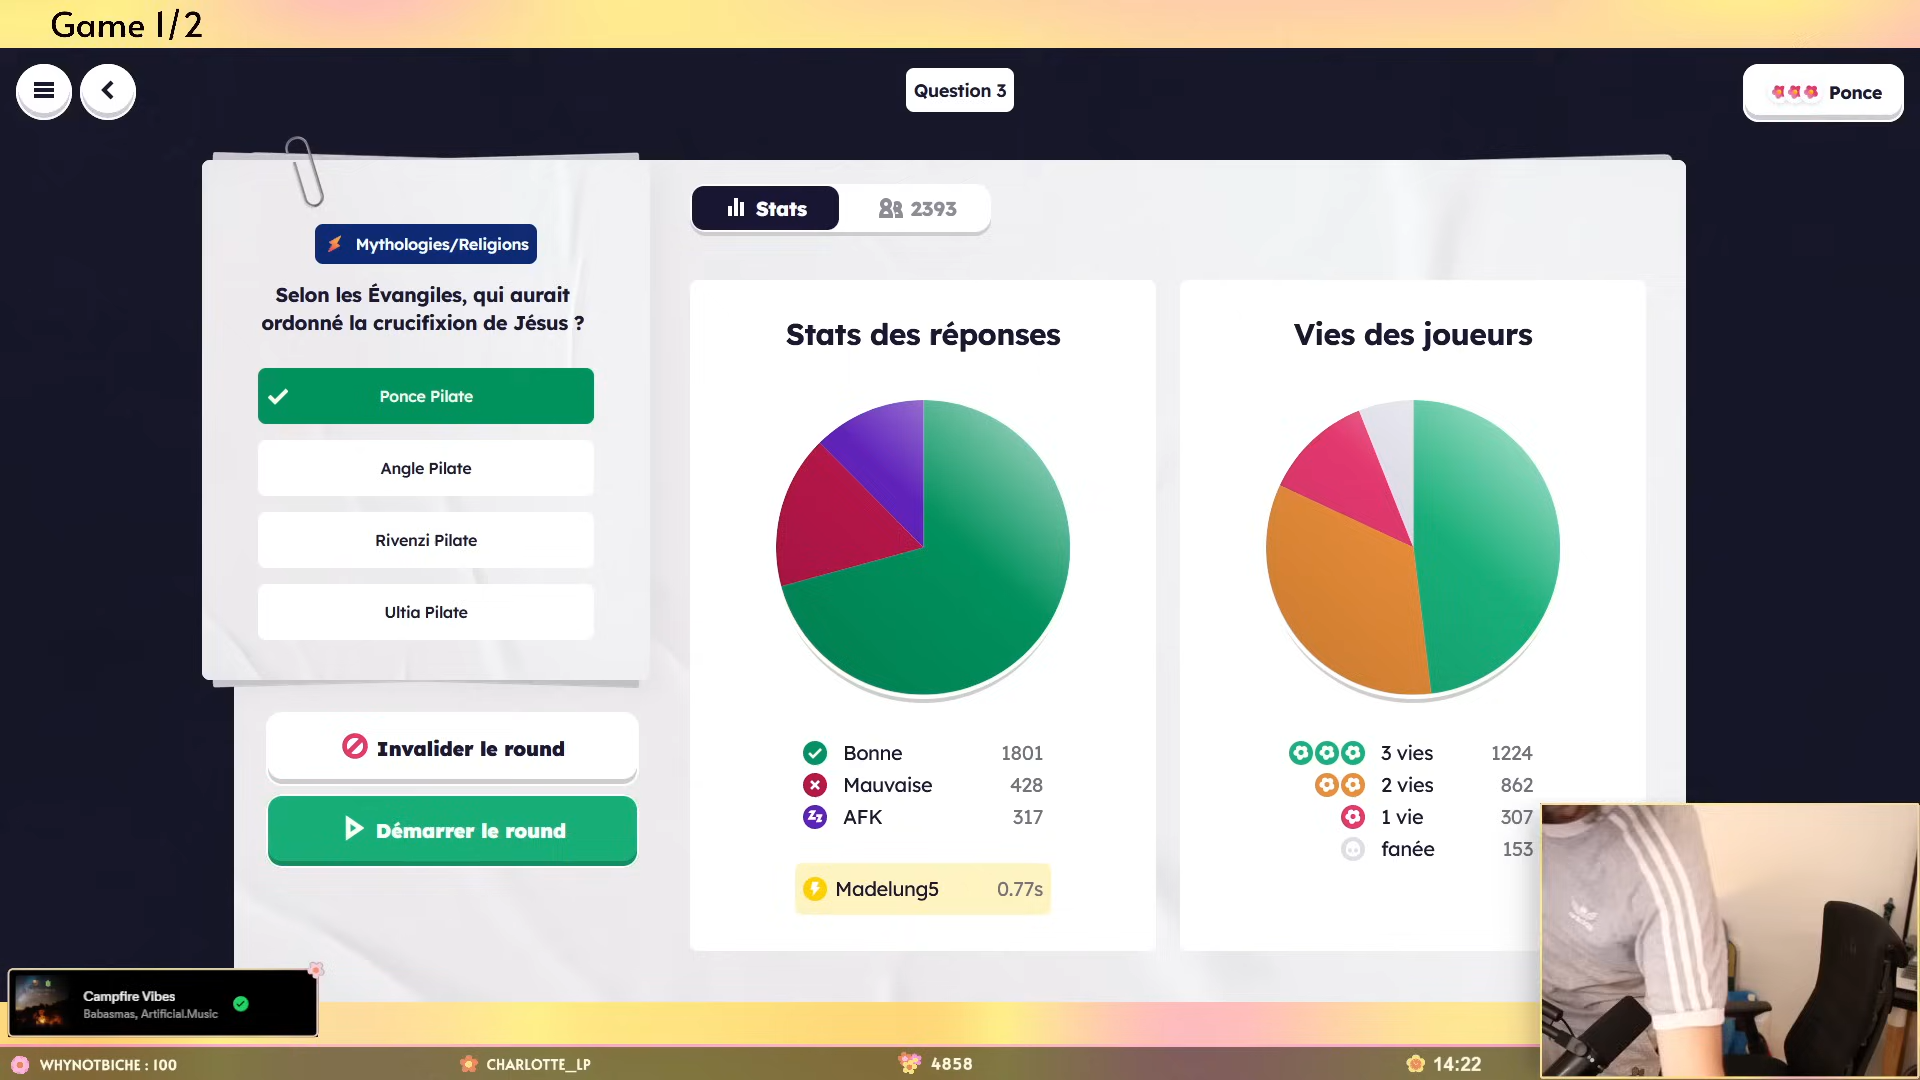 Game 1/2
Question 3
Ponce
Stats
2393
Mythologies/Religions
Selon les Évangiles, qui aurait
ordonné la crucifixion de Jésus ?
Ponce Pilate
Angle Pilate
Rivenzi Pilate
Ultia Pilate
Invalider le round
Démarrer le round
Stats des réponses
Bonne 1801
Mauvaise 428
AFK 317
Madelung5 0.77s
Vies des joueurs
3 vies 1224
2 vies 862
1 vie 307
fanée 153
Campfire Vibes
Babasmas, Artificial.Music
WHYNOTBICHE : 100
CHARLOTTE_LP
4858
14:22